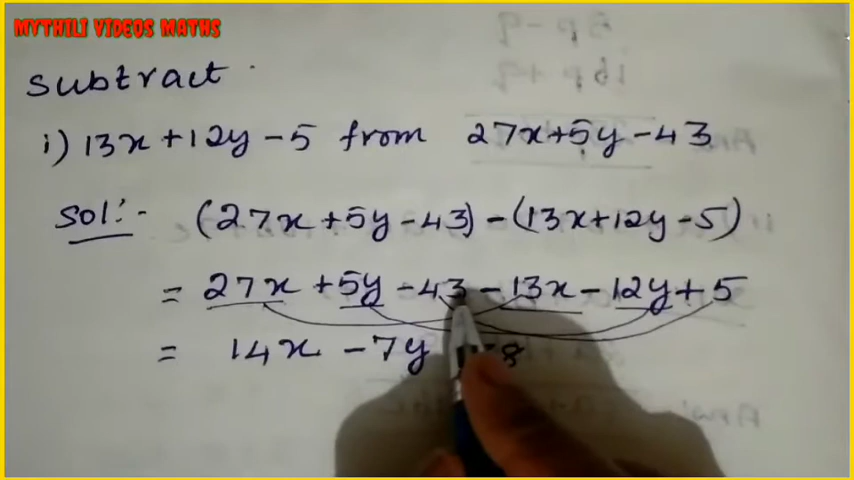 MYTHILI VIDEOS MATHS
subtract
i) 13x+12y-5 from 27x+5y-43
Sol:- (27x+5y-43)-(13x+12y-5)
= 27x+5y-43-13x-12y+5
= 14x-7y 8